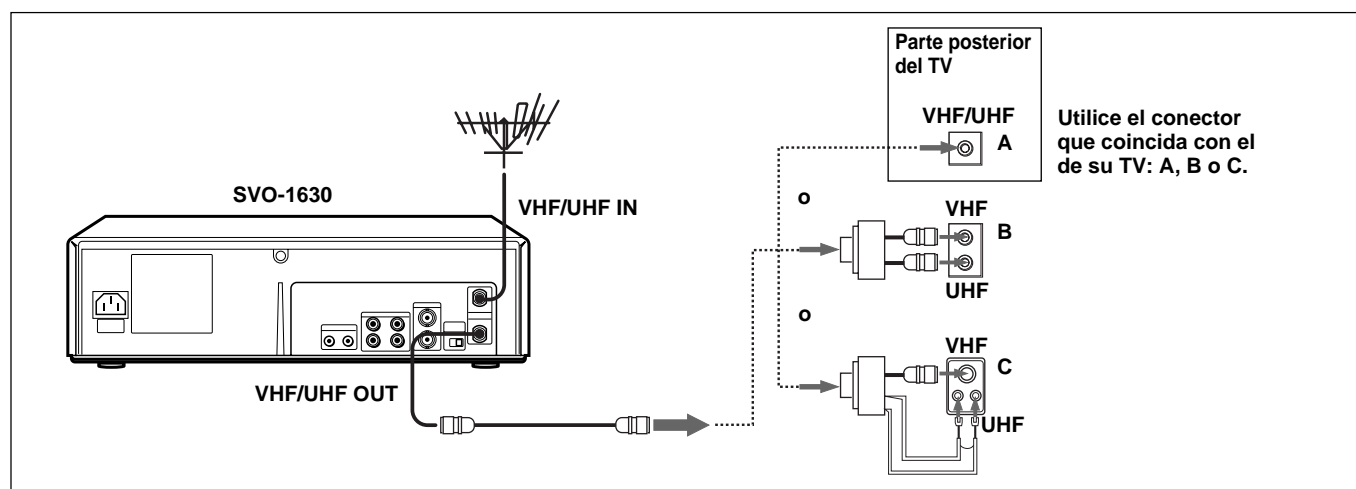 SVO-1630
VHF/UHF IN
VHF/UHF OUT
Parte posterior
del TV
VHF/UHF
A
Utilice el conector
que coincida con el
de su TV: A, B o C.
o
VHF
B
UHF
o
VHF
C
UHF